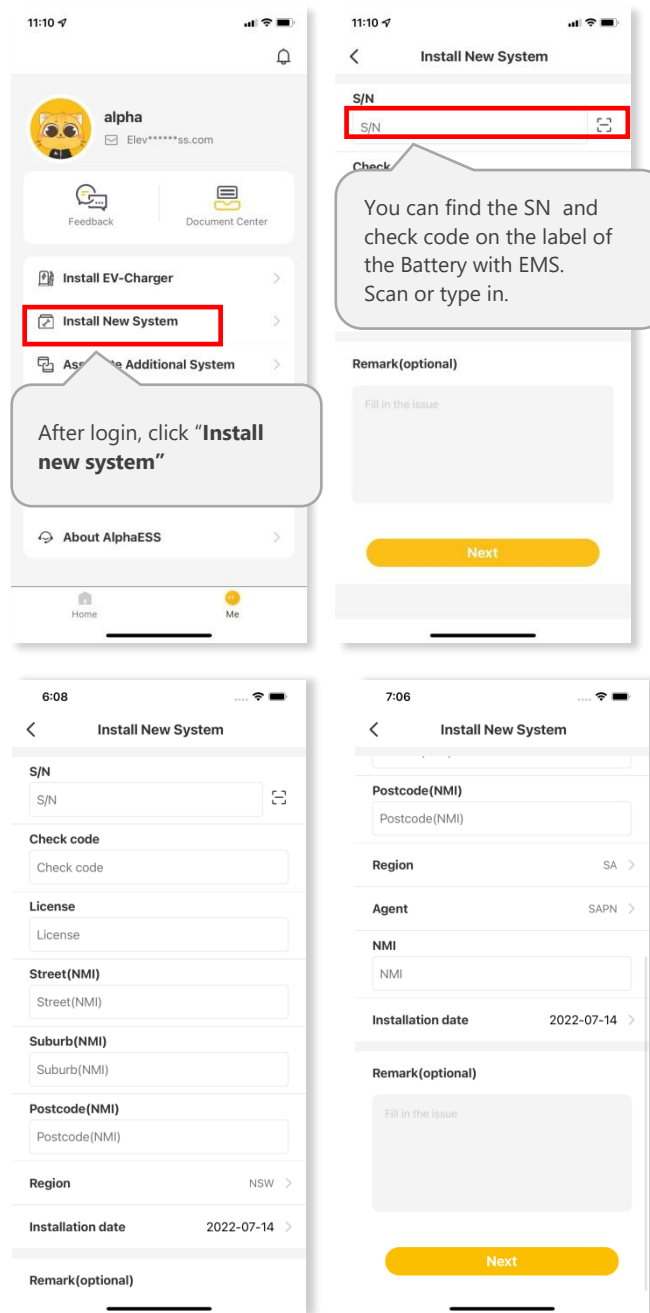 11:10
alpha
Elev******ss.com
Feedback
Document Center
Install EV-Charger
Install New System
Additional System
After login, click “Install
new system”
About AlphaESS
Home
Me
11:10
Install New System
S/N
S/N
Check
You can find the SN and
check code on the label of
the Battery with EMS.
Scan or type in.
Remark(optional)
Fill in the issue
Next
6:08
Install New System
S/N
S/N
Check code
Check code
License
License
Street(NMI)
Street(NMI)
Suburb(NMI)
Suburb(NMI)
Postcode(NMI)
Postcode(NMI)
Region NSW
Installation date 2022-07-14
Remark(optional)
7:06
Install New System
Postcode(NMI)
Postcode(NMI)
Region SA
Agent SAPN
NMI
NMI
Installation date 2022-07-14
Remark(optional)
Fill in the issue
Next